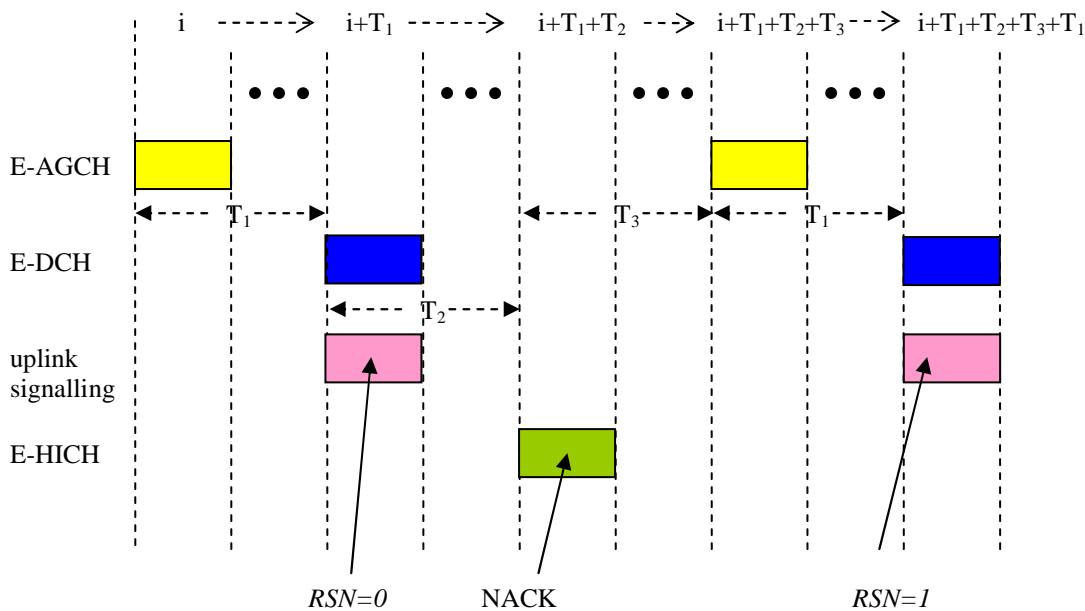 i i+T₁ i+T₁+T₂ i+T₁+T₂+T₃ i+T₁+T₂+T₃+T₁
E-AGCH
T₁ T₃ T₁
E-DCH
T₂
uplink
signalling
E-HICH
RSN=0 NACK RSN=1